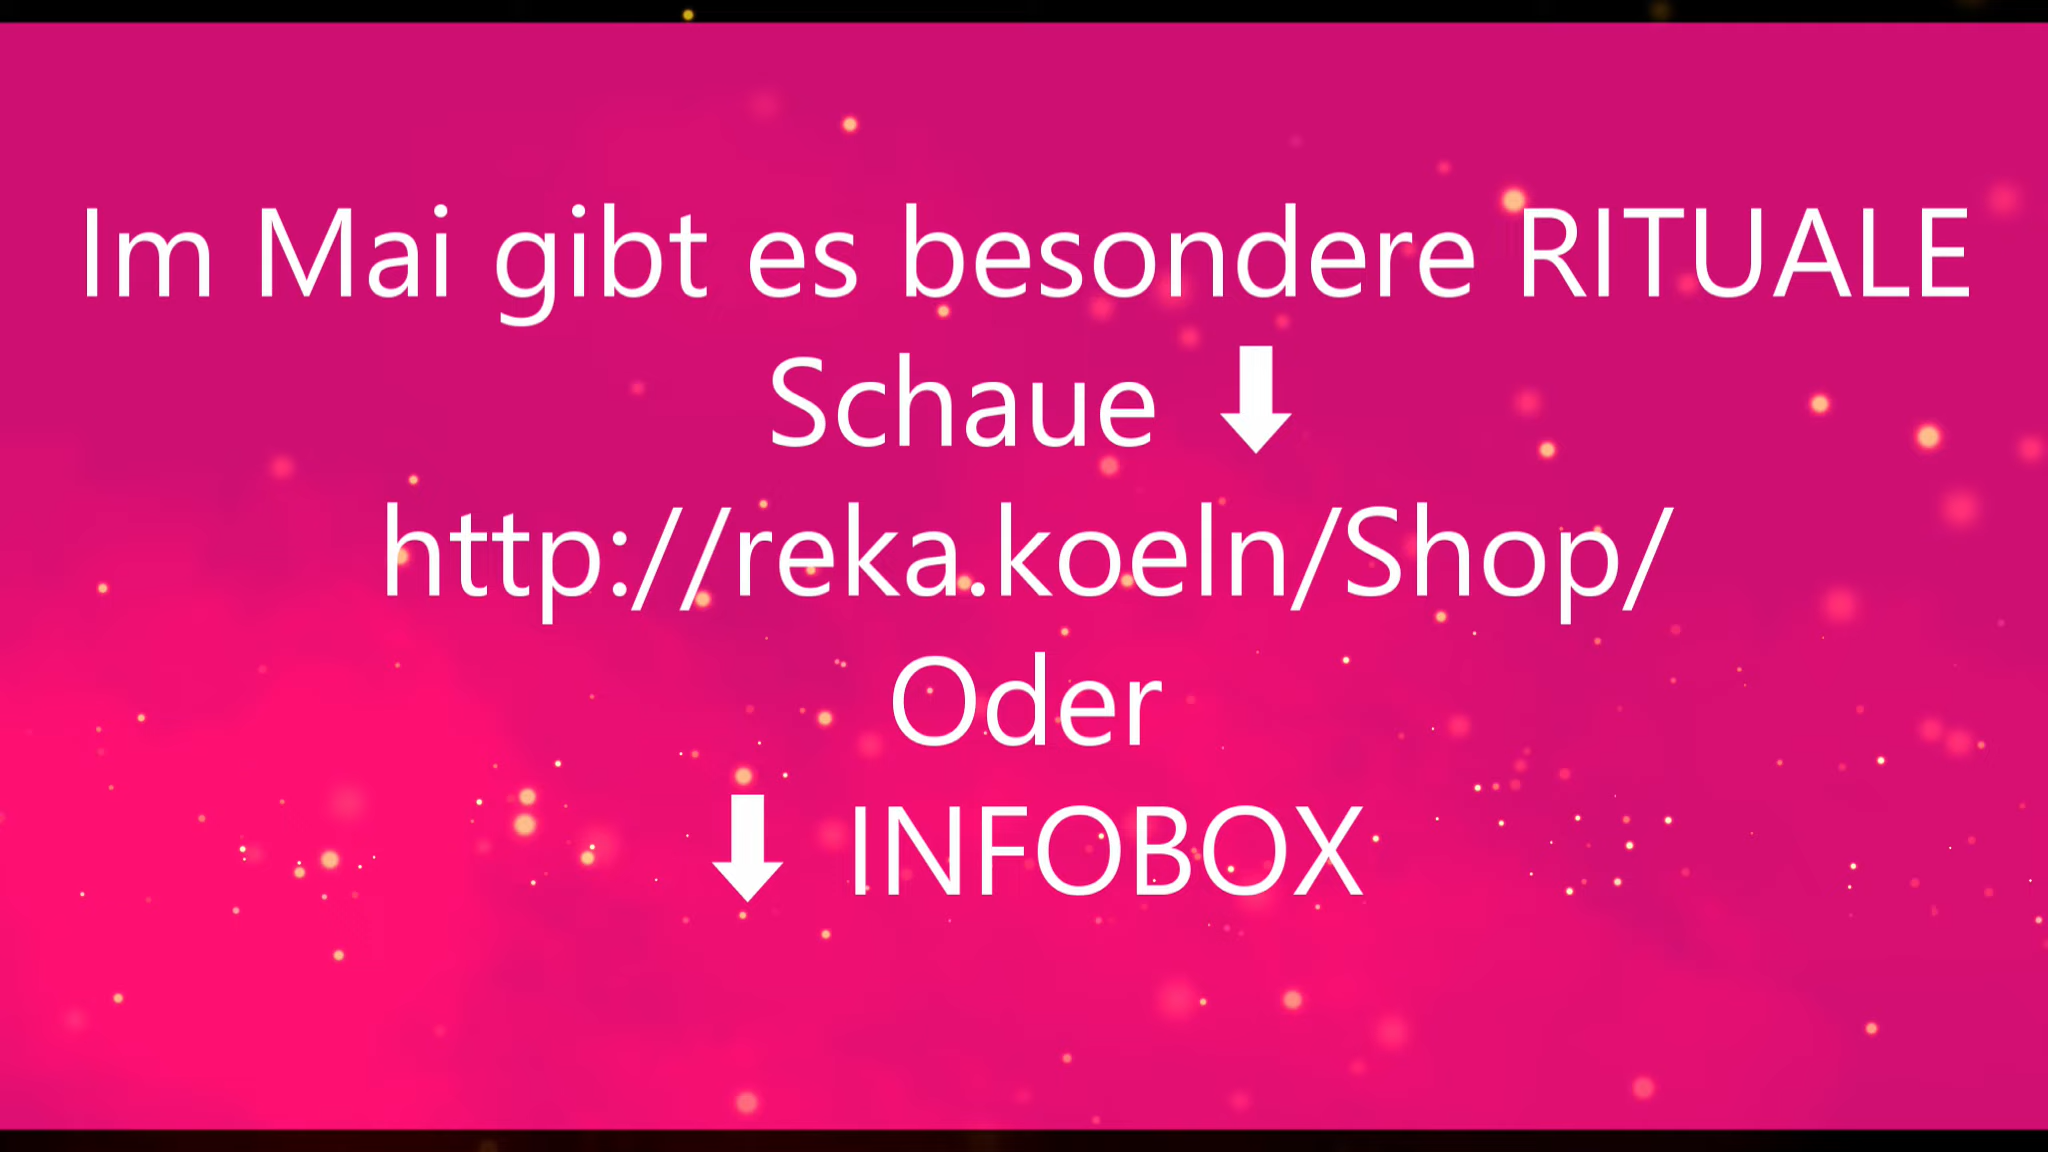 Im Mai gibt es besondere RITUALE
Schaue ⬇
http://reka.koeln/Shop/
Oder
⬇ INFOBOX